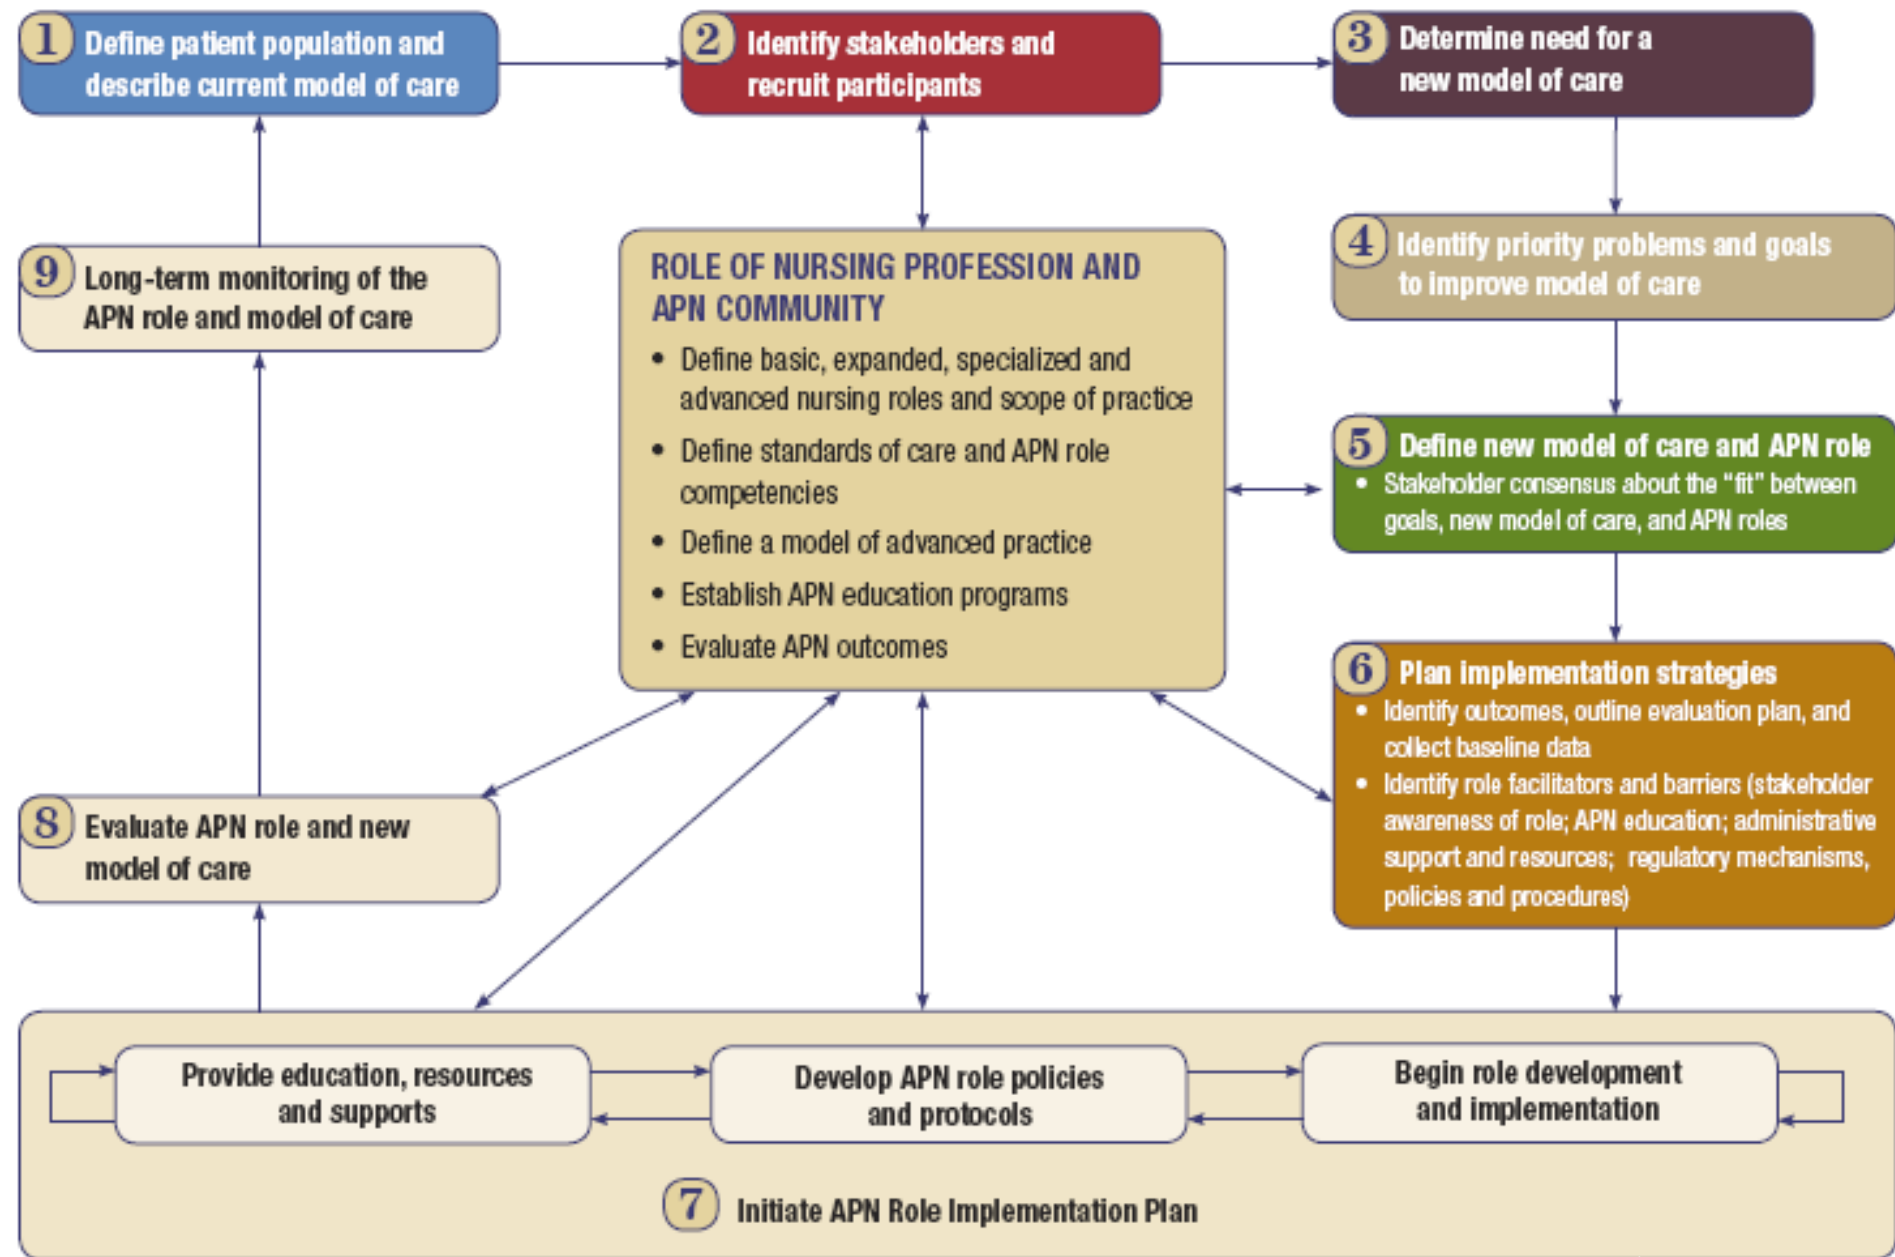 1 Define patient population and
describe current model of care
2 Identify stakeholders and
recruit participants
3 Determine need for a
new model of care
4 Identify priority problems and goals
to improve model of care
5 Define new model of care and APN role
• Stakeholder consensus about the “fit” between
goals, new model of care, and APN roles
6 Plan implementation strategies
• Identify outcomes, outline evaluation plan, and
collect baseline data
• Identify role facilitators and barriers (stakeholder
awareness of role; APN education; administrative
support and resources; regulatory mechanisms,
policies and procedures)
ROLE OF NURSING PROFESSION AND
APN COMMUNITY
• Define basic, expanded, specialized and
advanced nursing roles and scope of practice
• Define standards of care and APN role
competencies
• Define a model of advanced practice
• Establish APN education programs
• Evaluate APN outcomes
9 Long-term monitoring of the
APN role and model of care
8 Evaluate APN role and new
model of care
Provide education, resources
and supports
Develop APN role policies
and protocols
Begin role development
and implementation
7 Initiate APN Role Implementation Plan